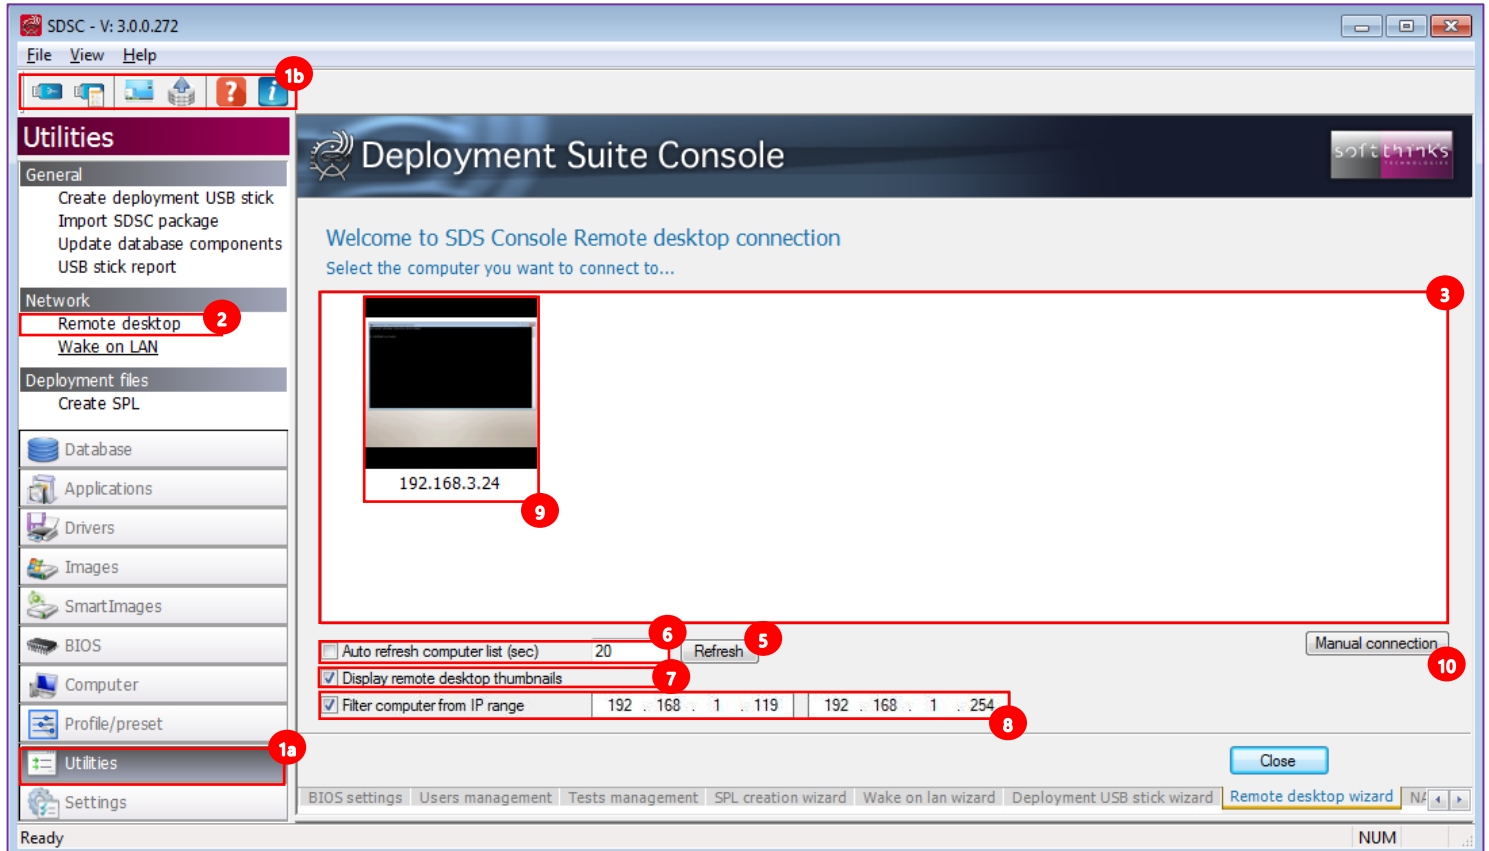 SDSC - V: 3.0.0.272
File View Help
1b
Utilities
General
Create deployment USB stick
Import SDSC package
Update database components
USB stick report
Network
Remote desktop
2
Wake on LAN
Deployment files
Create SPL
Database
Applications
Drivers
Images
SmartImages
BIOS
Computer
Profile/preset
1a
Utilities
Settings
Deployment Suite Console
softthinks
TECHNOLOGIES
Welcome to SDS Console Remote desktop connection
Select the computer you want to connect to...
3
192.168.3.24
9
6
5
Auto refresh computer list (sec) 20 Refresh
Manual connection
10
Display remote desktop thumbnails
7
Filter computer from IP range 192 . 168 . 1 . 119 192 . 168 . 1 . 254
8
Close
BIOS settings Users management Tests management SPL creation wizard Wake on lan wizard Deployment USB stick wizard Remote desktop wizard
Ready NUM